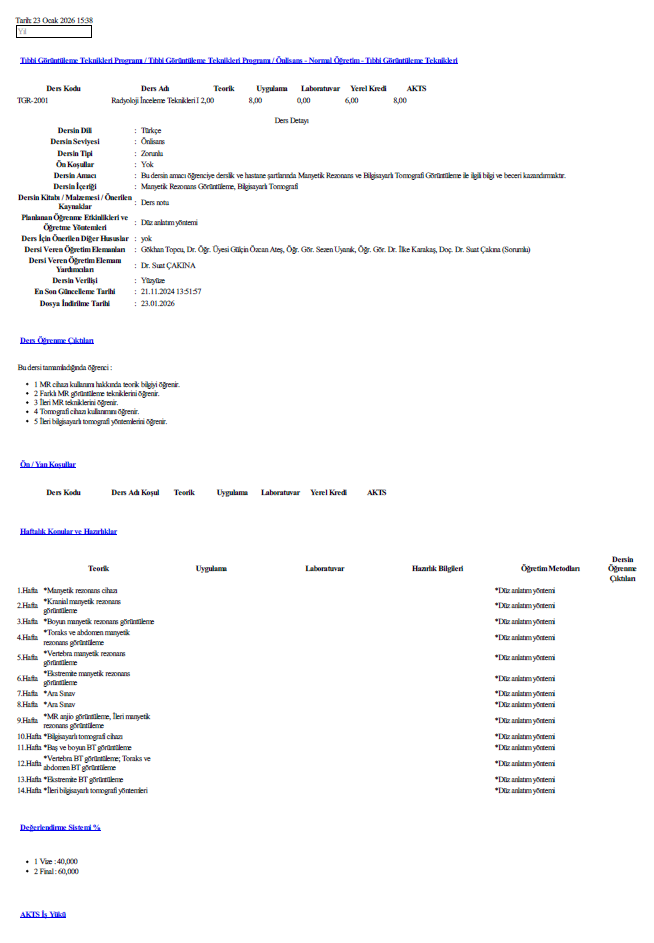 Tarih: 23 Ocak 2026 15:38
Yıl
Tıbbi Görüntüleme Teknikleri Programı / Tıbbi Görüntüleme Teknikleri Programı / Önlisans - Normal Öğretim - Tıbbi Görüntüleme Teknikleri
Ders Kodu Ders Adı Teorik Uygulama Laboratuvar Yerel Kredi AKTS
TGR-2001 Radyoloji İnceleme Teknikleri I 2,00 8,00 0,00 6,00 8,00
Ders Detayı
Dersin Dili : Türkçe
Dersin Seviyesi : Önlisans
Dersin Tipi : Zorunlu
Ön Koşullar : Yok
Dersin Amacı : Bu dersin amacı öğrenciye derslik ve hastane şartlarında Manyetik Rezonans ve Bilgisayarlı Tomografi Görüntüleme ile ilgili bilgi ve beceri kazandırmaktır.
Dersin İçeriği : Manyetik Rezonans Görüntüleme, Bilgisayarlı Tomografi
Dersin Kitabı / Malzemesi / Önerilen
Kaynaklar : Ders notu
Planlanan Öğrenme Etkinlikleri ve
Öğretme Yöntemleri : Düz anlatım yöntemi
Ders İçin Önerilen Diğer Hususlar : yok
Dersi Veren Öğretim Elemanları : Gökhan Topcu, Dr. Öğr. Üyesi Gülçin Özcan Ateş, Öğr. Gör. Sezen Uyanık, Öğr. Gör. Dr. İlke Karakaş, Doç. Dr. Suat Çakına (Sorumlu)
Dersi Veren Öğretim Elemanı
Yardımcıları : Dr. Suat ÇAKINA
Dersin Verilişi : Yüzyüze
En Son Güncelleme Tarihi : 21.11.2024 13:51:57
Dosya İndirilme Tarihi : 23.01.2026
Ders Öğrenme Çıktıları
Bu dersi tamamladığında öğrenci :
• 1 MR cihazı kullanımı hakkında teorik bilgiyi öğrenir.
• 2 Farklı MR görüntüleme tekniklerini öğrenir.
• 3 İleri MR tekniklerini öğrenir.
• 4 Tomografi cihazı kullanımını öğrenir.
• 5 İleri bilgisayarlı tomografi yöntemlerini öğrenir.
Ön / Yan Koşullar
Ders Kodu Ders Adı Koşul Teorik Uygulama Laboratuvar Yerel Kredi AKTS
Haftalık Konular ve Hazırlıklar
Teorik Uygulama Laboratuvar Hazırlık Bilgileri Öğretim Metodları Dersin
Öğrenme
Çıktıları
1.Hafta *Manyetik rezonans cihazı *Düz anlatım yöntemi
2.Hafta *Kranial manyetik rezonans
görüntüleme *Düz anlatım yöntemi
3.Hafta *Boyun manyetik rezonans görüntüleme *Düz anlatım yöntemi
4.Hafta *Toraks ve abdomen manyetik
rezonans görüntüleme *Düz anlatım yöntemi
5.Hafta *Vertebra manyetik rezonans
görüntüleme *Düz anlatım yöntemi
6.Hafta *Ekstremite manyetik rezonans
görüntüleme *Düz anlatım yöntemi
7.Hafta *Ara Sınav *Düz anlatım yöntemi
8.Hafta *Ara Sınav *Düz anlatım yöntemi
9.Hafta *MR anjio görüntüleme, İleri manyetik
rezonans görüntüleme *Düz anlatım yöntemi
10.Hafta *Bilgisayarlı tomografi cihazı *Düz anlatım yöntemi
11.Hafta *Baş ve boyun BT görüntüleme *Düz anlatım yöntemi
12.Hafta *Vertebra BT görüntüleme; Toraks ve
abdomen BT görüntüleme *Düz anlatım yöntemi
13.Hafta *Ekstremite BT görüntüleme *Düz anlatım yöntemi
14.Hafta *İleri bilgisayarlı tomografi yöntemleri *Düz anlatım yöntemi
Değerlendirme Sistemi %
• 1 Vize : 40,000
• 2 Final : 60,000
AKTS İş Yükü